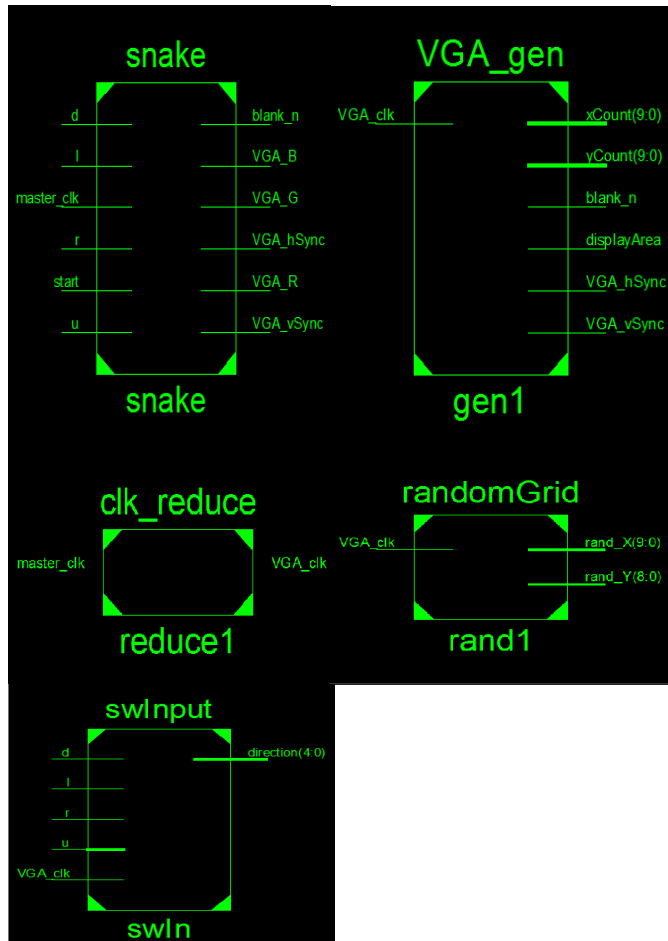 snake
d
l
master_clk
r
start
u
blank_n
VGA_B
VGA_G
VGA_hSync
VGA_R
VGA_vSync
snake
VGA_gen
VGA_clk
xCount(9:0)
yCount(9:0)
blank_n
displayArea
VGA_hSync
VGA_vSync
gen1
clk_reduce
master_clk
VGA_clk
reduce1
randomGrid
VGA_clk
rand_X(9:0)
rand_Y(8:0)
rand1
swInput
d
l
r
u
VGA_clk
direction(4:0)
swIn